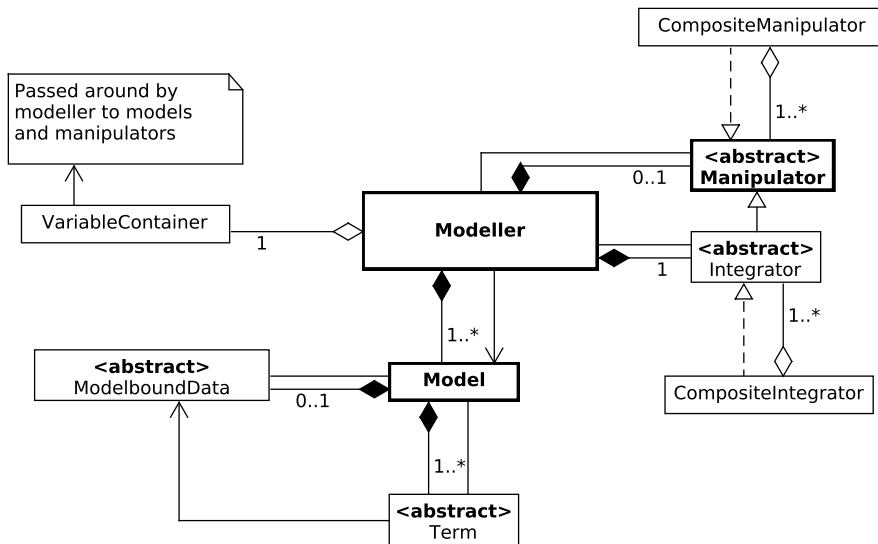 CompositeManipulator
Passed around by
modeller to models
and manipulators
1..*
<abstract>
Manipulator
0..1
VariableContainer
1
Modeller
<abstract>
Integrator
1
1..*
1..*
<abstract>
ModelboundData
0..1
Model
CompositeIntegrator
1..*
<abstract>
Term